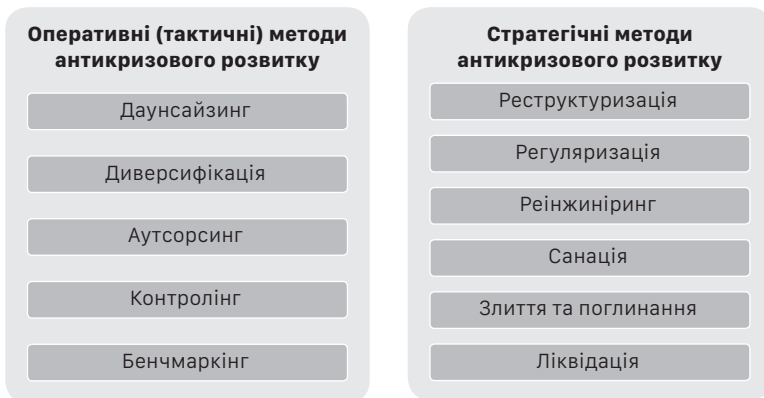 Оперативні (тактичні) методи
антикризового розвитку
Даунсайзинг
Диверсифікація
Аутсорсинг
Контролінг
Бенчмаркінг
Стратегічні методи
антикризового розвитку
Реструктуризація
Регуляризація
Реінжиніринг
Санація
Злиття та поглинання
Ліквідація